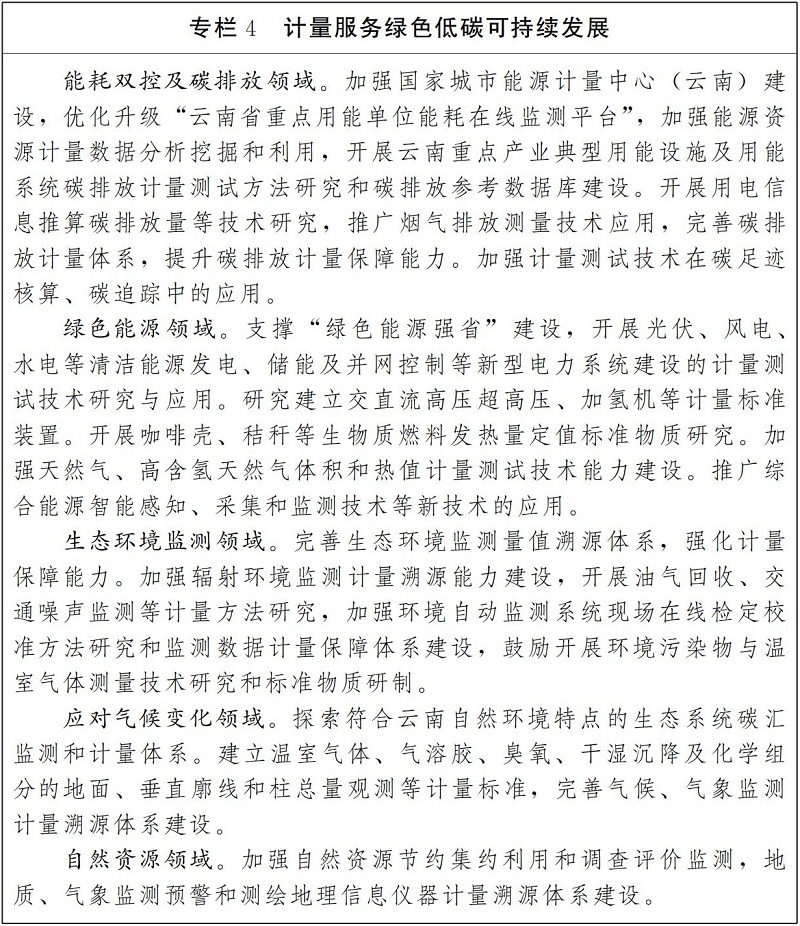 专栏 4 计量服务绿色低碳可持续发展
能耗双控及碳排放领域。加强国家城市能源计量中心（云南）建
设，优化升级“云南省重点用能单位能耗在线监测平台”，加强能源资
源计量数据分析挖掘和利用，开展云南重点产业典型用能设施及用能
系统碳排放计量测试方法研究和碳排放参考数据库建设。开展用电信
息推算碳排放量等技术研究，推广烟气排放测量技术应用，完善碳排
放计量体系，提升碳排放计量保障能力。加强计量测试技术在碳足迹
核算、碳追踪中的应用。
绿色能源领域。支撑“绿色能源强省”建设，开展光伏、风电、
水电等清洁能源发电、储能及并网控制等新型电力系统建设的计量测
试技术研究与应用。研究建立交直流高压超高压、加氢机等计量标准
装置。开展咖啡壳、秸秆等生物质燃料发热量定值标准物质研究。加
强天然气、高含氢天然气体积和热值计量测试技术能力建设。推广综
合能源智能感知、采集和监测技术等新技术的应用。
生态环境监测领域。完善生态环境监测量值溯源体系，强化计量
保障能力。加强辐射环境监测计量溯源能力建设，开展油气回收、交
通噪声监测等计量方法研究，加强环境自动监测系统现场在线检定校
准方法研究和监测数据计量保障体系建设，鼓励开展环境污染物与温
室气体测量技术研究和标准物质研制。
应对气候变化领域。探索符合云南自然环境特点的生态系统碳汇
监测和计量体系。建立温室气体、气溶胶、臭氧、干湿沉降及化学组
分的地面、垂直廓线和柱总量观测等计量标准，完善气候、气象监测
计量溯源体系建设。
自然资源领域。加强自然资源节约集约利用和调查评价监测，地
质、气象监测预警和测绘地理信息仪器计量溯源体系建设。